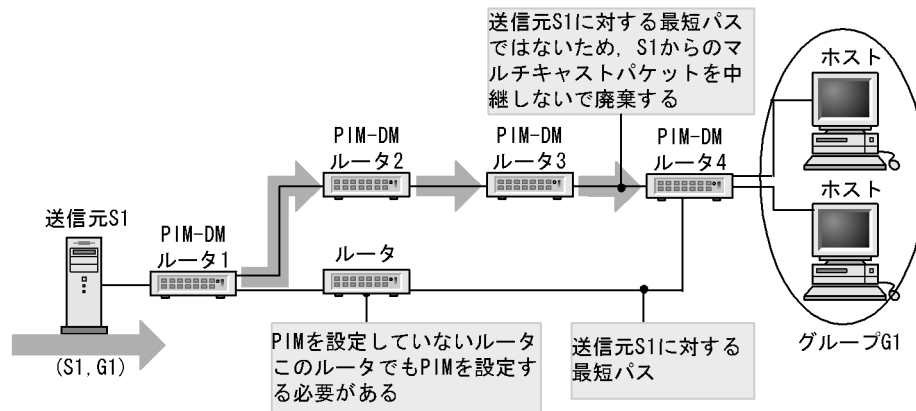 送信元S1に対する最短パス
ではないため，S1からのマ
ルチキャストパケットを中
継しないで廃棄する
ホスト
PIM-DM
ルータ2
PIM-DM
ルータ3
PIM-DM
ルータ4
ホスト
送信元S1
PIM-DM
ルータ1
ルータ
(S1,G1)
PIMを設定していないルータ
このルータでもPIMを設定す
る必要がある
送信元S1に対する
最短パス
グループG1